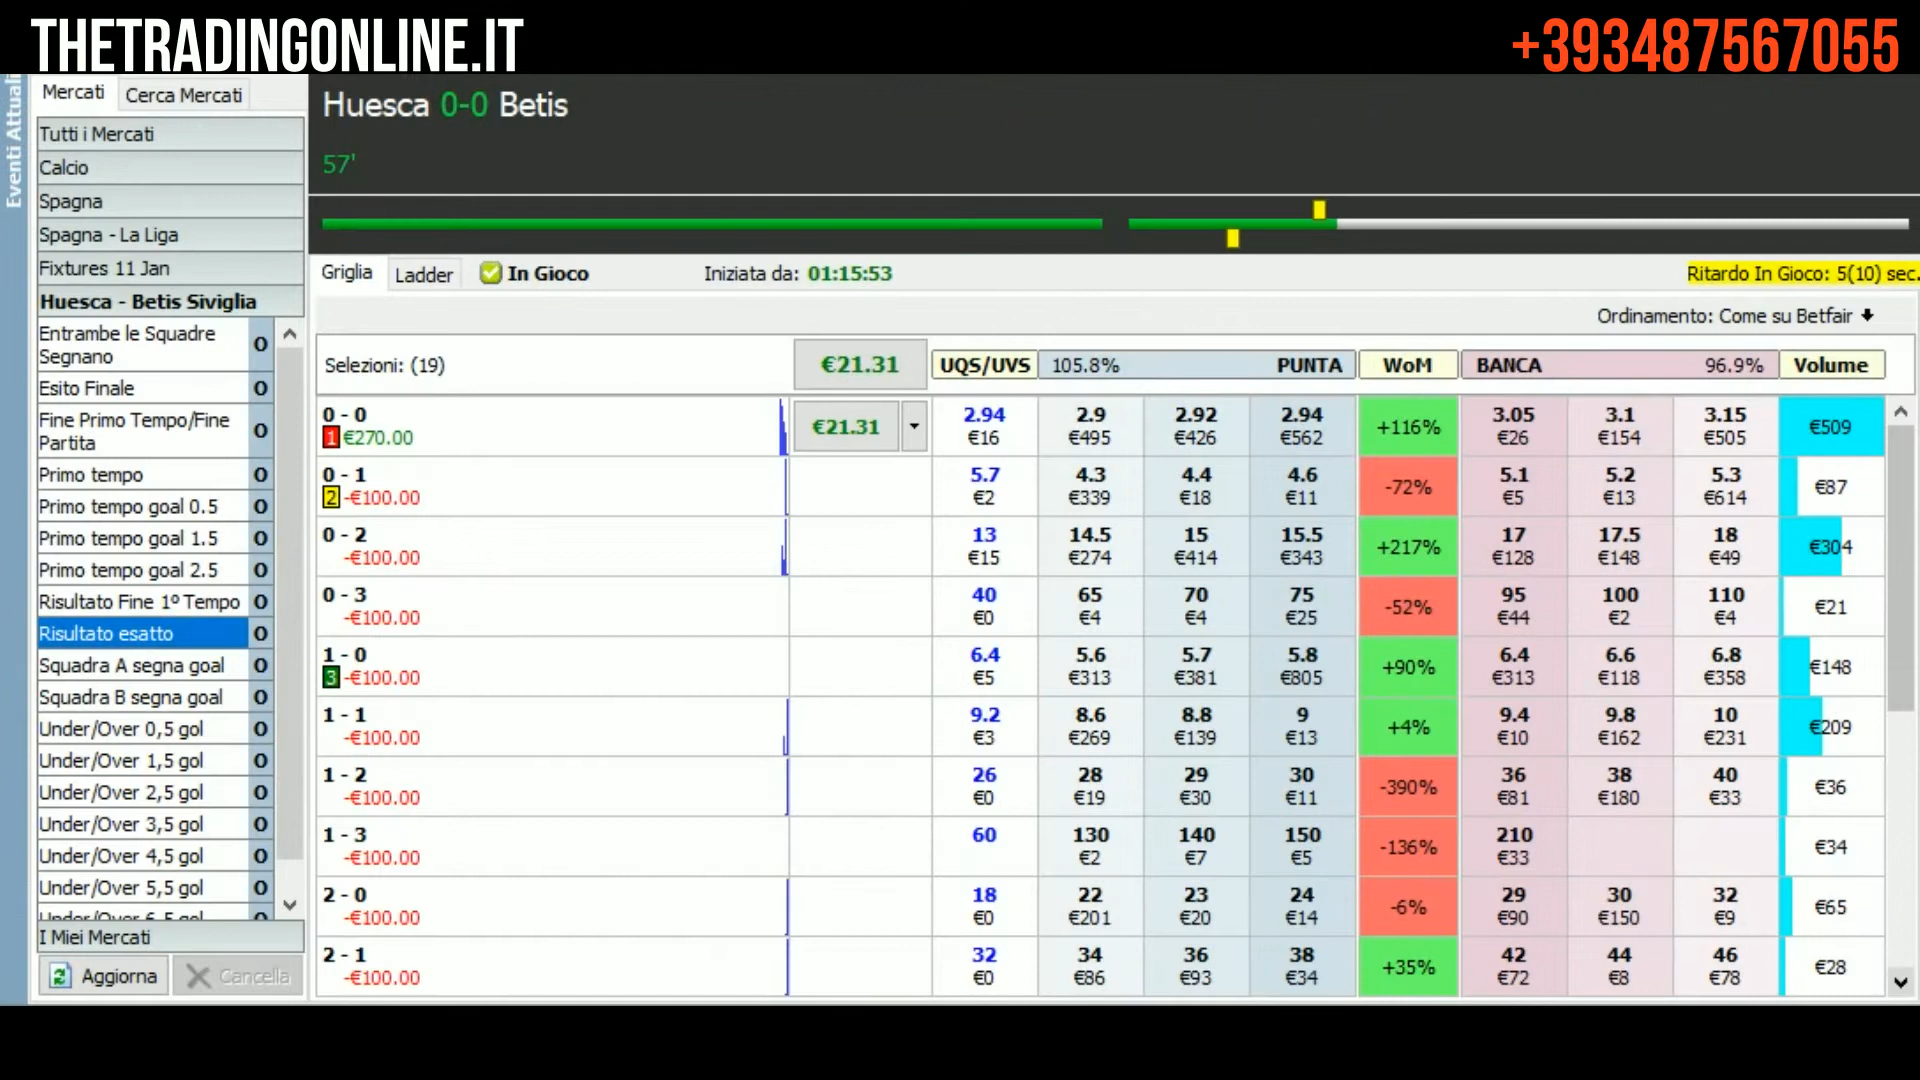 THETRADINGONLINE.IT
+393487567055
Eventi Attuali
Mercati
Cerca Mercati
Tutti i Mercati
Calcio
Spagna
Spagna - La Liga
Fixtures 11 Jan
Huesca - Betis Siviglia
Entrambe le Squadre Segnano O
Esito Finale O
Fine Primo Tempo/Fine Partita O
Primo tempo O
Primo tempo goal 0.5 O
Primo tempo goal 1.5 O
Primo tempo goal 2.5 O
Risultato Fine 1º Tempo O
Risultato esatto O
Squadra A segna goal O
Squadra B segna goal O
Under/Over 0,5 gol O
Under/Over 1,5 gol O
Under/Over 2,5 gol O
Under/Over 3,5 gol O
Under/Over 4,5 gol O
Under/Over 5,5 gol O
Under/Over 6,5 gol O
I Miei Mercati
Aggiorna
Cancella
Huesca 0-0 Betis
57'
Griglia Ladder In Gioco Iniziata da: 01:15:53 Ritardo In Gioco: 5(10) sec.
Ordinamento: Come su Betfair
Selezioni: (19) €21.31 UQS/UVS 105.8% PUNTA WoM BANCA 96.9% Volume
0 - 0 €21.31 2.94 2.9 2.92 2.94 +116% 3.05 3.1 3.15 €509
1 €270.00 €16 €495 €426 €562 €26 €154 €505
0 - 1 5.7 4.3 4.4 4.6 -72% 5.1 5.2 5.3 €87
2 -€100.00 €2 €339 €18 €11 €5 €13 €614
0 - 2 13 14.5 15 15.5 +217% 17 17.5 18 €304
-€100.00 €15 €274 €414 €343 €128 €148 €49
0 - 3 40 65 70 75 -52% 95 100 110 €21
-€100.00 €0 €4 €4 €25 €44 €2 €4
1 - 0 6.4 5.6 5.7 5.8 +90% 6.4 6.6 6.8 €148
3 -€100.00 €5 €313 €381 €805 €313 €118 €358
1 - 1 9.2 8.6 8.8 9 +4% 9.4 9.8 10 €209
-€100.00 €3 €269 €139 €13 €10 €162 €231
1 - 2 26 28 29 30 -390% 36 38 40 €36
-€100.00 €0 €19 €30 €11 €81 €180 €33
1 - 3 60 130 140 150 -136% 210 €34
-€100.00 €2 €7 €5 €33
2 - 0 18 22 23 24 -6% 29 30 32 €65
-€100.00 €0 €201 €20 €14 €90 €150 €9
2 - 1 32 34 36 38 +35% 42 44 46 €28
-€100.00 €0 €86 €93 €34 €72 €8 €78